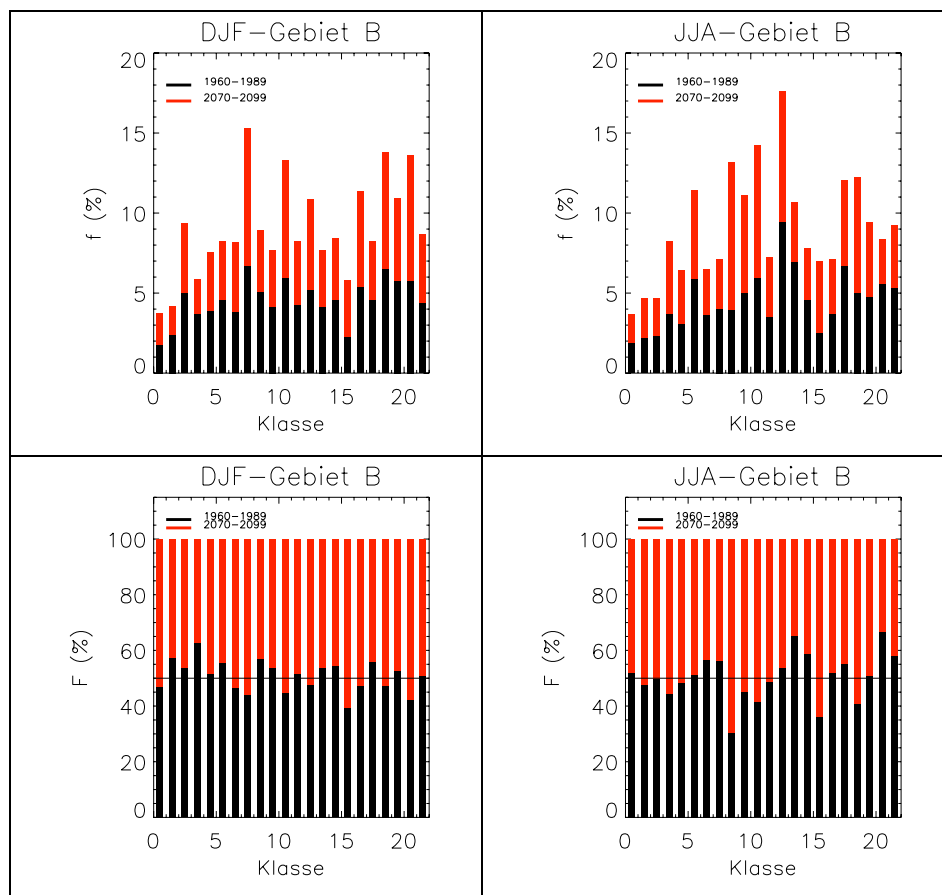 DJF-Gebiet B
20
15
10
5
0
f (%)
1960-1989
2070-2099
0 5 10 15 20
Klasse
JJA-Gebiet B
20
15
10
5
0
f (%)
1960-1989
2070-2099
0 5 10 15 20
Klasse
DJF-Gebiet B
100
80
60
40
20
0
F (%)
1960-1989
2070-2099
0 5 10 15 20
Klasse
JJA-Gebiet B
100
80
60
40
20
0
F (%)
1960-1989
2070-2099
0 5 10 15 20
Klasse